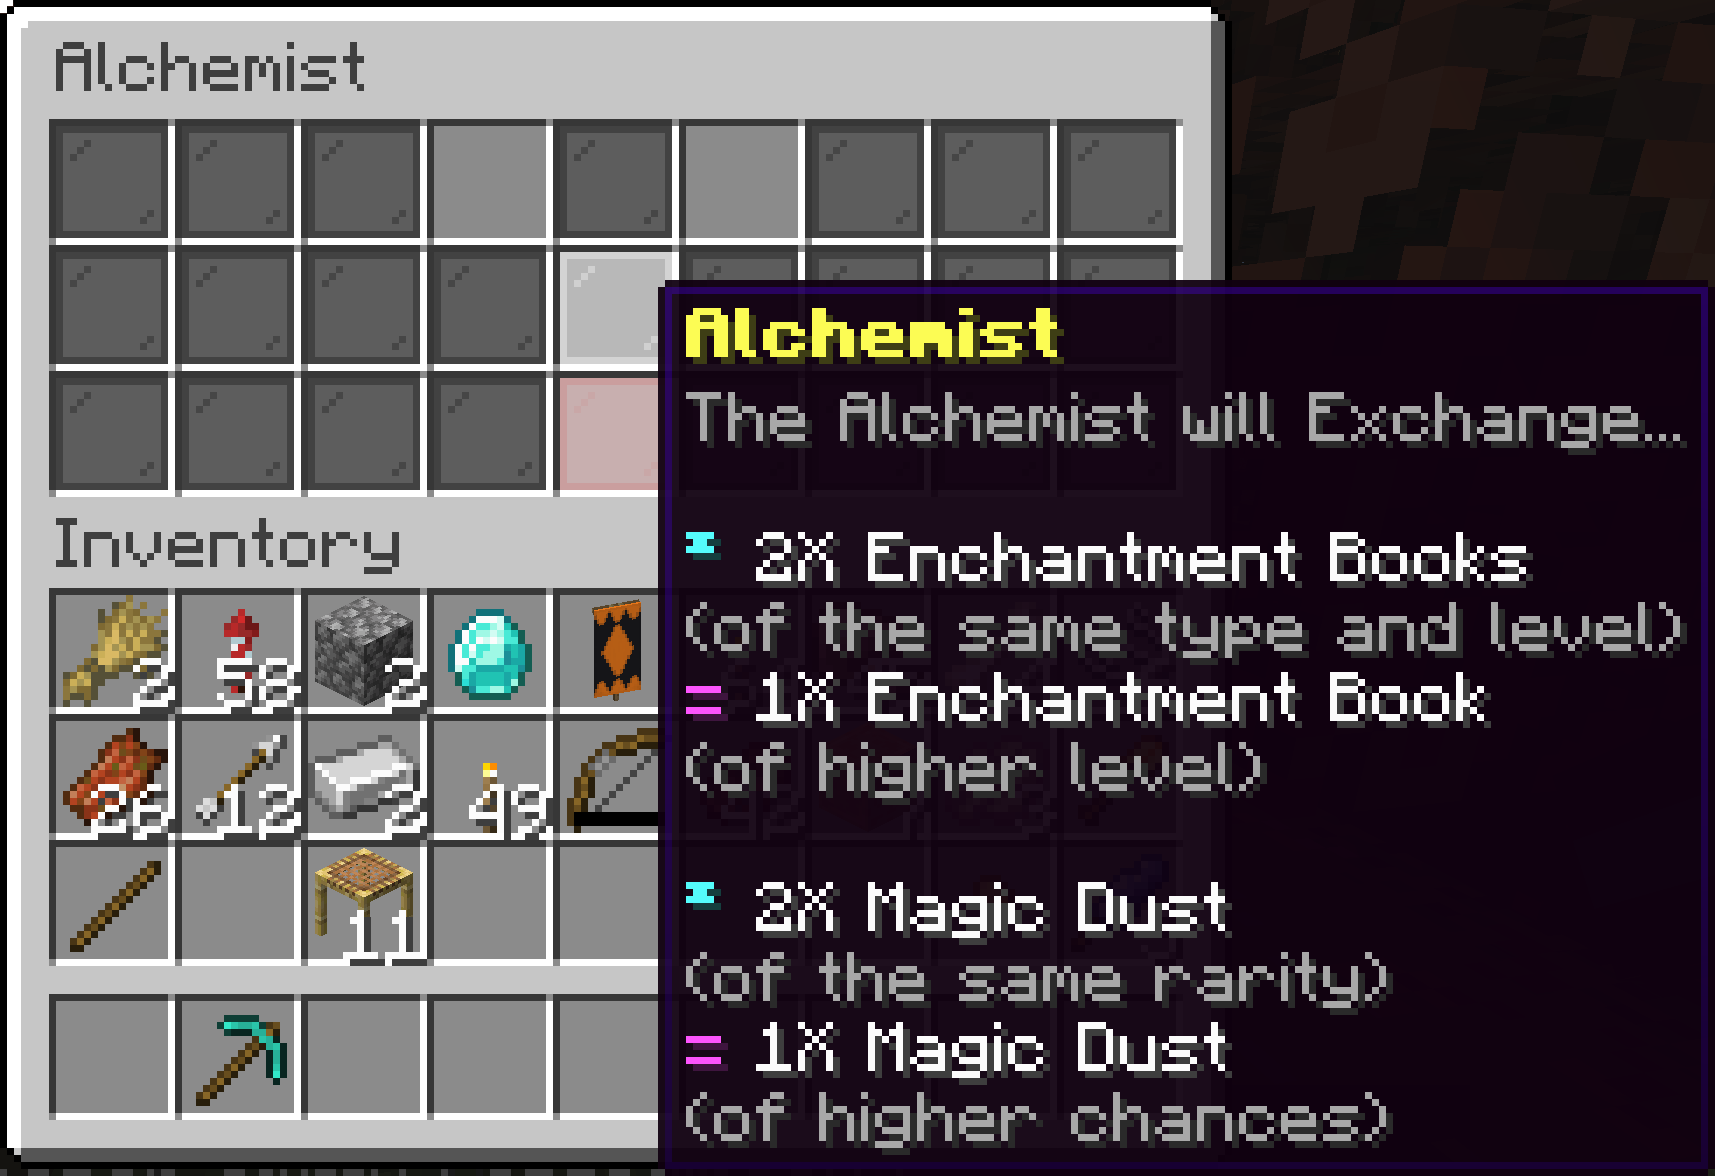 Alchemist
Alchemist
The Alchemist will Exchange...
2X Enchantment Books
(of the same type and level)
= 1X Enchantment Book
(of higher level)
2X Magic Dust
(of the same rarity)
= 1X Magic Dust
(of higher chances)
Inventory
2 58 2
12 2 49
11